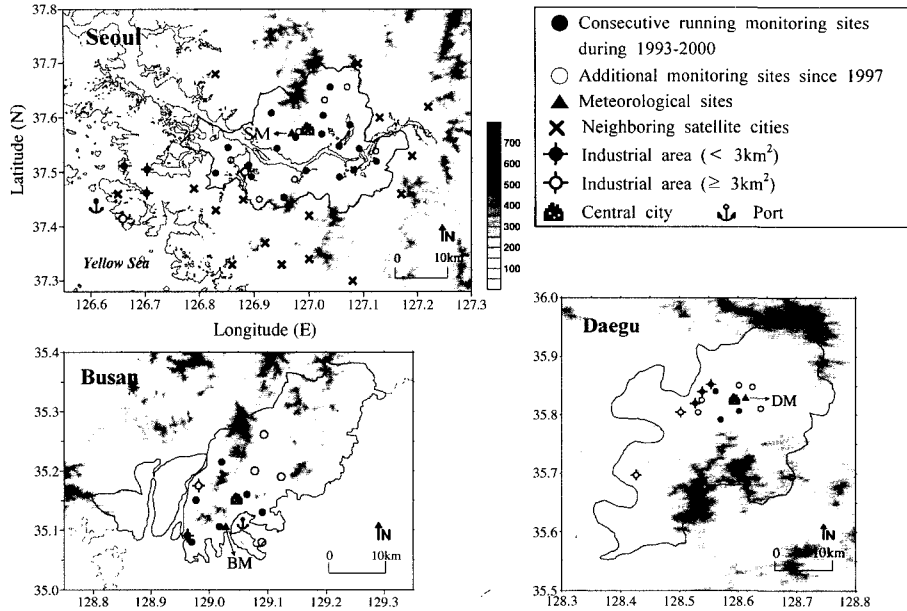 Seoul
37.7
37.6
37.5
37.4
37.3
Latitude (N)
SM
Yellow Sea
N
0 10km
126.6 126.7 126.8 126.9 127.0 127.1 127.2 127.3
Longitude (E)
700
600
500
400
300
200
100
Consecutive running monitoring sites
during 1993-2000
Additional monitoring sites since 1997
Meteorological sites
Neighboring satellite cities
Industrial area (< 3km²)
Industrial area (≥ 3km²)
Central city Port
Busan
35.4
35.3
35.2
35.1
35.0
BM
N
0 10km
128.8 128.9 129.0 129.1 129.2 129.3
Daegu
36.0
35.9
35.8
35.7
35.6
35.5
DM
N
0 10km
128.3 128.4 128.5 128.6 128.7 128.8